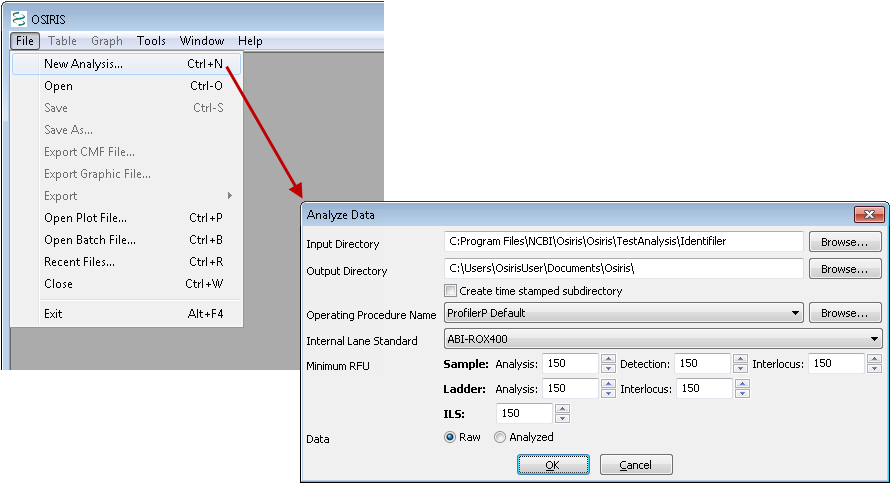 OSIRIS
File Table Graph Tools Window Help
New Analysis... Ctrl+N
Open Ctrl-O
Save Ctrl-S
Save As...
Export CMF File...
Export Graphic File...
Export
Open Plot File... Ctrl+P
Open Batch File... Ctrl+B
Recent Files... Ctrl+R
Close Ctrl+W
Exit Alt+F4
Analyze Data
Input Directory C:Program Files\NCBI\Osiris\Osiris\TestAnalysis\Identifiler Browse...
Output Directory C:\Users\OsirisUser\Documents\Osiris\ Browse...
Create time stamped subdirectory
Operating Procedure Name ProfilerP Default Browse...
Internal Lane Standard ABI-ROX400
Minimum RFU Sample: Analysis: 150 Detection: 150 Interlocus: 150
Ladder: Analysis: 150 Interlocus: 150
ILS: 150
Data Raw Analyzed
OK Cancel